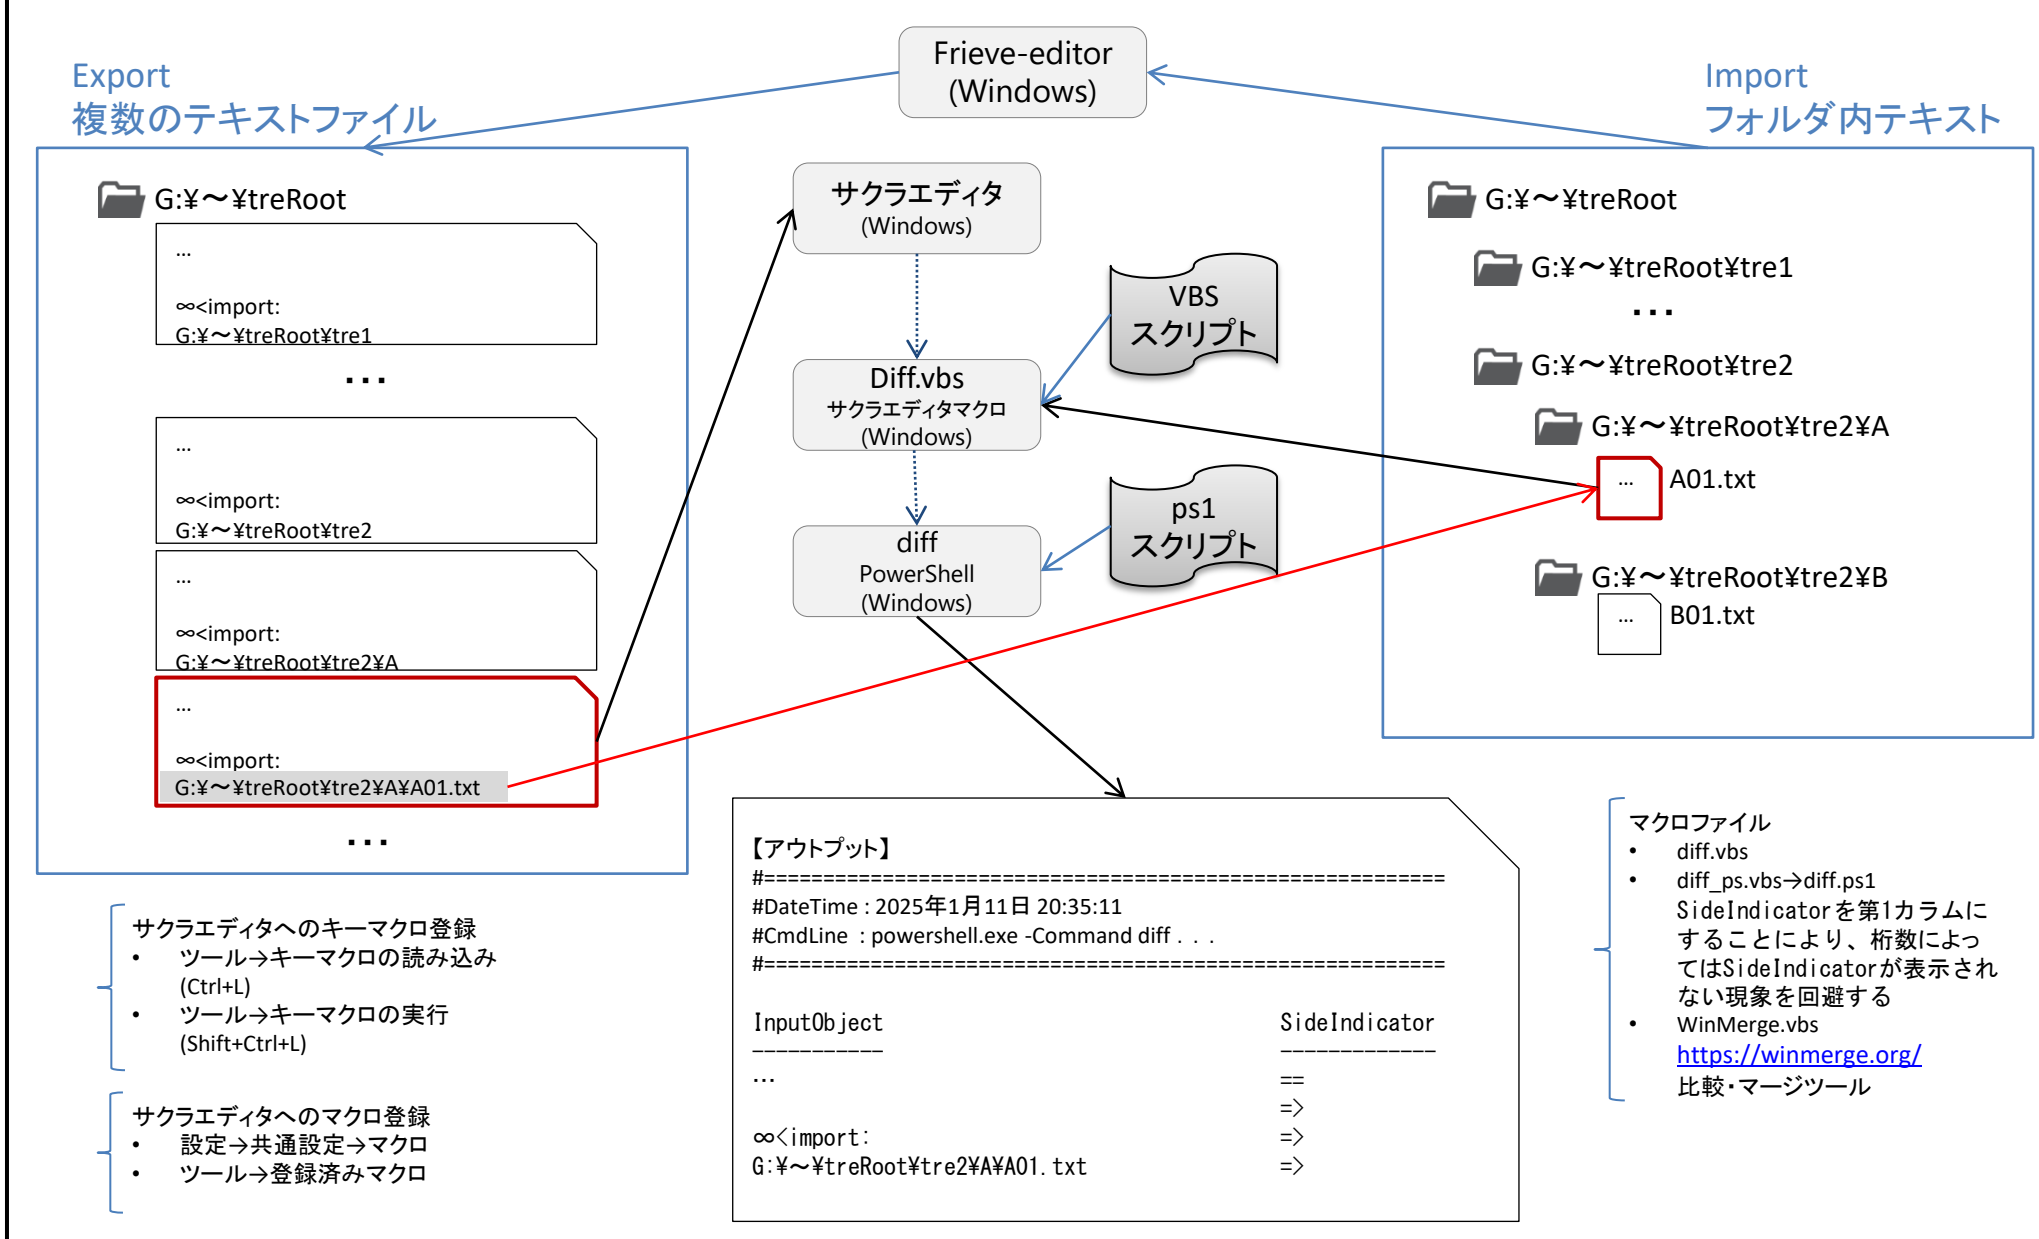 Frieve-editor
(Windows)
Export
複数のテキストファイル
G:¥～¥treRoot
…
∞<import:
G:¥～¥treRoot¥tre1
...
…
∞<import:
G:¥～¥treRoot¥tre2
…
∞<import:
G:¥～¥treRoot¥tre2¥A
…
∞<import:
G:¥～¥treRoot¥tre2¥A¥A01.txt
...
サクラエディタ
(Windows)
VBS
スクリプト
Diff.vbs
サクラエディタマクロ
(Windows)
ps1
スクリプト
diff
PowerShell
(Windows)
Import
フォルダ内テキスト
G:¥～¥treRoot
G:¥～¥treRoot¥tre1
...
G:¥～¥treRoot¥tre2
G:¥～¥treRoot¥tre2¥A
… A01.txt
G:¥～¥treRoot¥tre2¥B
… B01.txt
サクラエディタへのキーマクロ登録
• ツール→キーマクロの読み込み
(Ctrl+L)
• ツール→キーマクロの実行
(Shift+Ctrl+L)
サクラエディタへのマクロ登録
• 設定→共通設定→マクロ
• ツール→登録済みマクロ
【アウトプット】
#=========================================================
#DateTime : 2025年1月11日 20:35:11
#CmdLine : powershell.exe -Command diff . . .
#=========================================================
InputObject SideIndicator
----------- -------------
... ==
=>
∞<import: =>
G:¥～¥treRoot¥tre2¥A¥A01.txt =>
マクロファイル
• diff.vbs
• diff_ps.vbs→diff.ps1
SideIndicatorを第1カラムに
することにより、桁数によっ
てはSideIndicatorが表示され
ない現象を回避する
• WinMerge.vbs
https://winmerge.org/
比較・マージツール